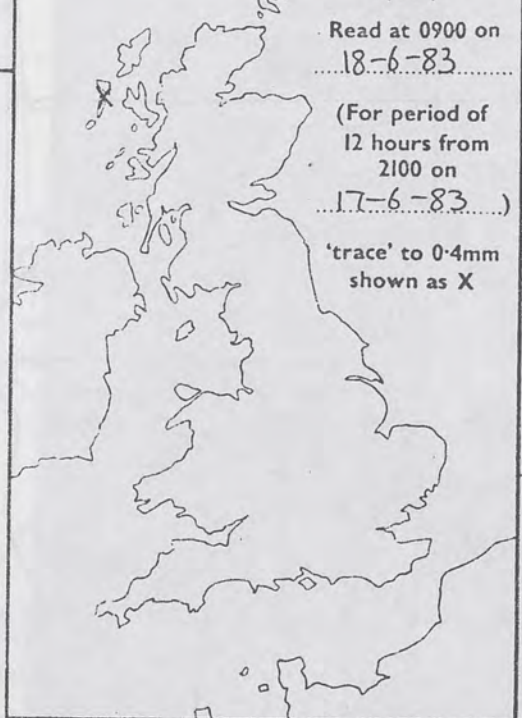 Read at 0900 on
18-6-83
(For period of
12 hours from
2100 on
17-6-83)
'trace' to 0·4mm
shown as X
X